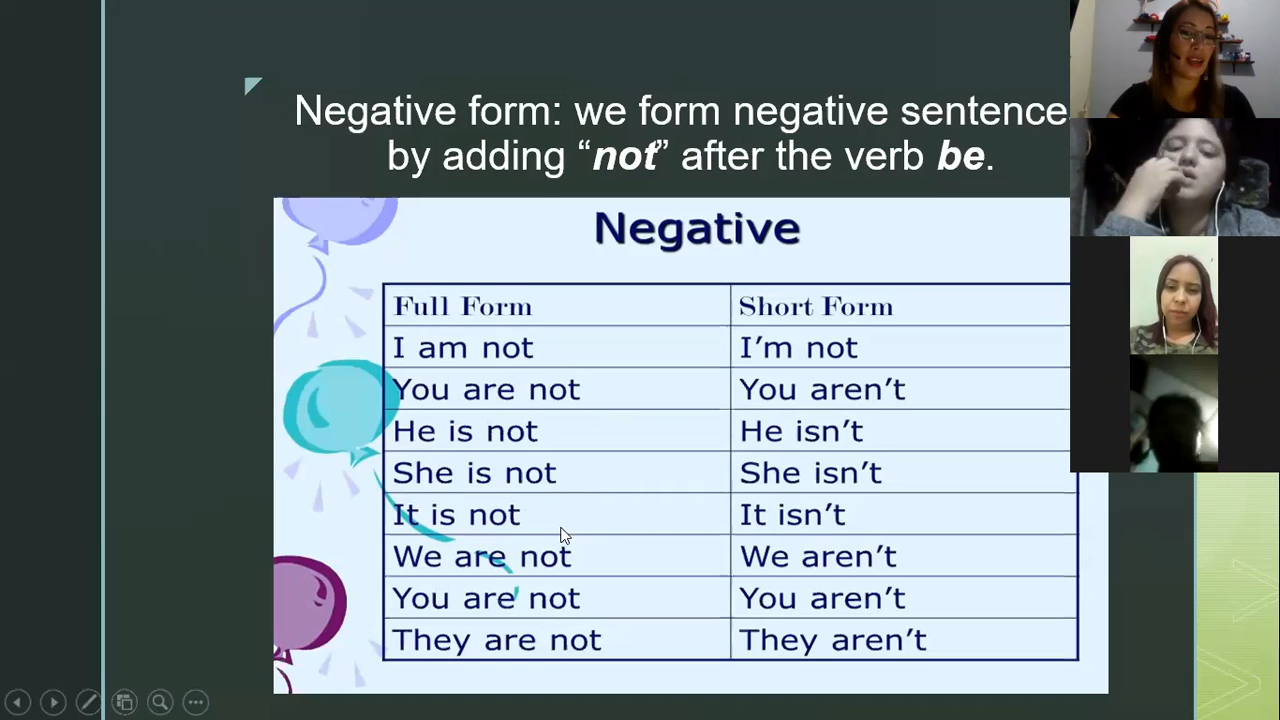 Negative form: we form negative sentence
by adding “not” after the verb be.
Negative
Full Form Short Form
I am not I’m not
You are not You aren’t
He is not He isn’t
She is not She isn’t
It is not It isn’t
We are not We aren’t
You are not You aren’t
They are not They aren’t